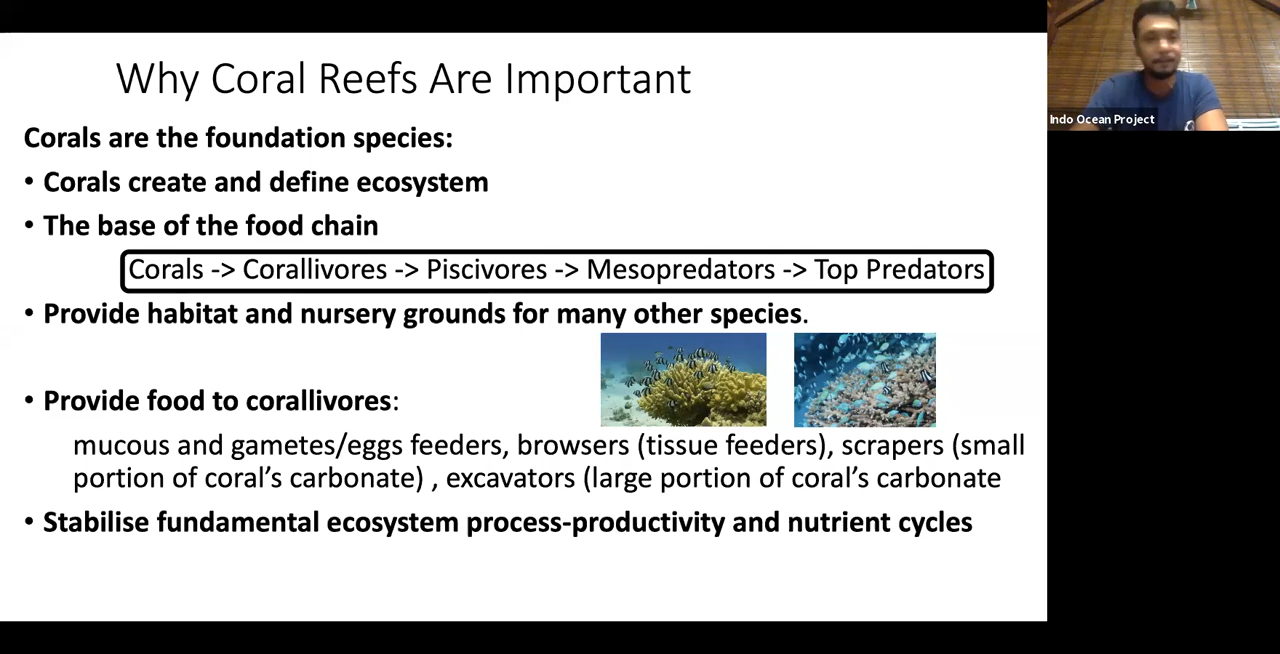 Why Coral Reefs Are Important
Indo Ocean Project
Corals are the foundation species:
• Corals create and define ecosystem
• The base of the food chain
Corals -> Corallivores -> Piscivores -> Mesopredators -> Top Predators
• Provide habitat and nursery grounds for many other species.
• Provide food to corallivores:
mucous and gametes/eggs feeders, browsers (tissue feeders), scrapers (small
portion of coral's carbonate) , excavators (large portion of coral's carbonate
• Stabilise fundamental ecosystem process-productivity and nutrient cycles